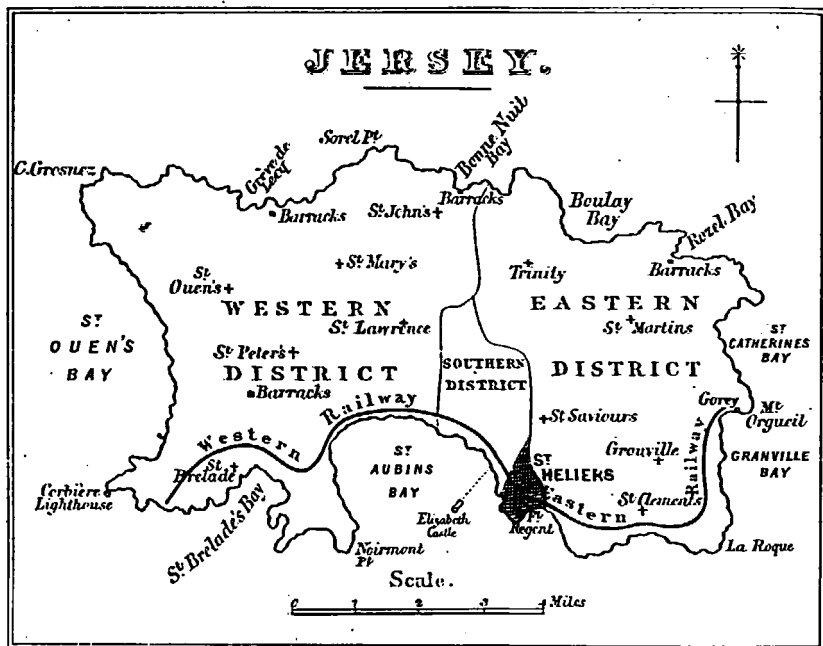 JERSEY.
C. Grosnez
Grève de
Lecq
Sorel Pt
Bonne Nuit
Bay
Boulay
Bay
Rozel Bay
Barracks
St John's
Barracks
St Mary's
Trinity
Barracks
St
Ouen's
WESTERN
EASTERN
St Lawrence
St Martins
ST
OUEN'S
BAY
ST
CATHERINES
BAY
St Peter's
SOUTHERN
DISTRICT
DISTRICT
DISTRICT
Barracks
Western Railway
Gorey
Mt
Orgueil
St Saviours
St
Brelade
ST
AUBINS
BAY
ST
HELIERS
Grouville
GRANVILLE
BAY
Corbière
Lighthouse
St Brelade's Bay
Elizabeth
Castle
Ft
Regent
Eastern Railway
St Clements
Noirmont
Pt
La Roque
Scale.
0 1 2 3 4 Miles